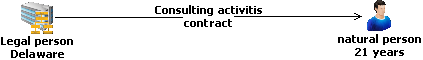 Consulting activitis
contract
Legal person
Delaware
natural person
21 years